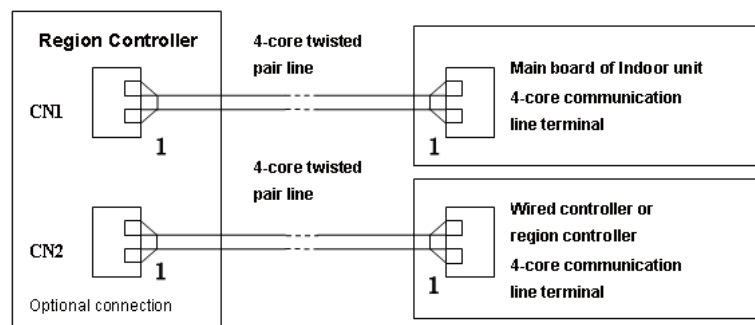 Region Controller
4-core twisted
pair line
Main board of Indoor unit
4-core communication
line terminal
CN1
1
1
4-core twisted
pair line
Wired controller or
region controller
4-core communication
line terminal
CN2
1
1
Optional connection